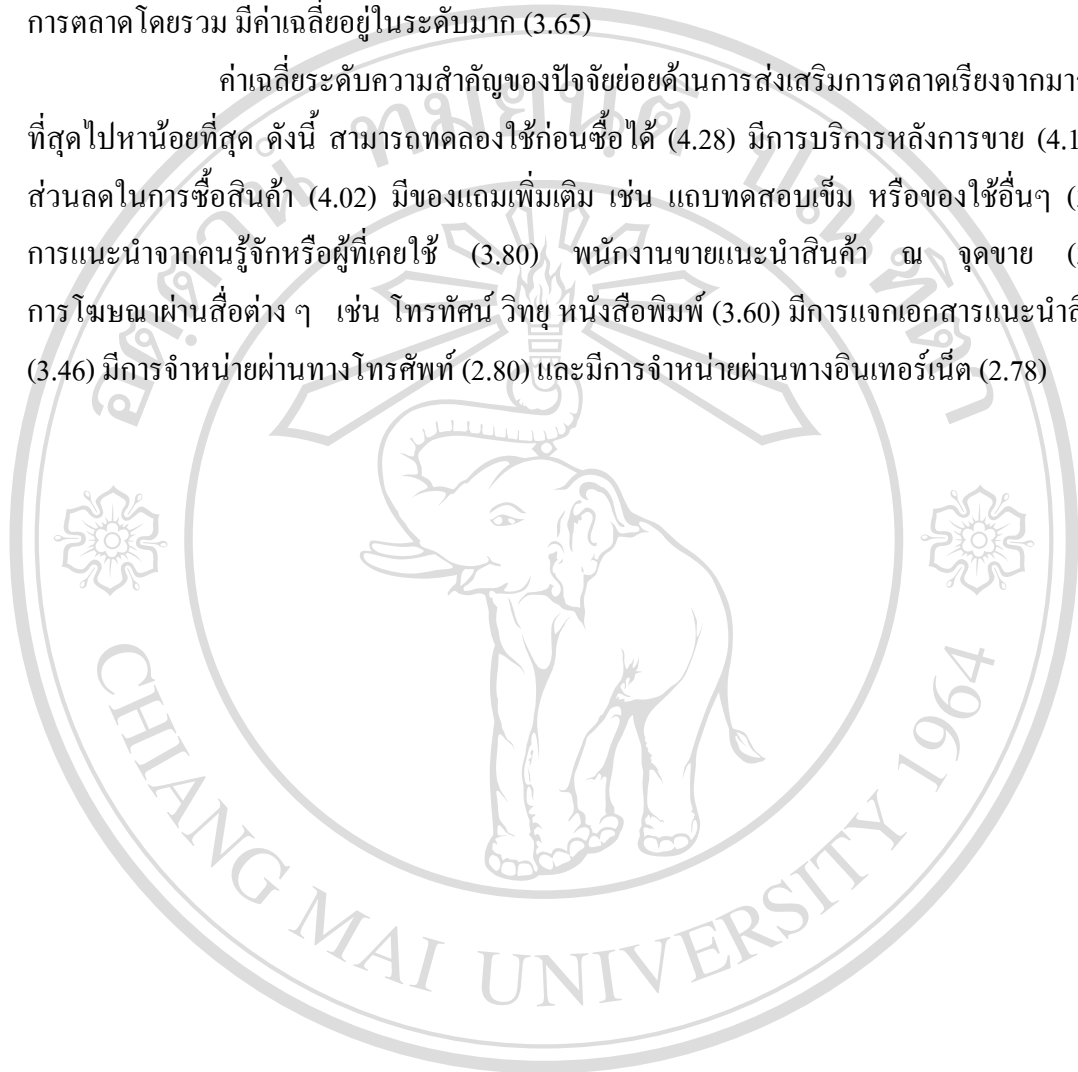 การตลาดโดยรวม มีค่าเฉลี่ยอยู่ในระดับมาก (3.65)
ค่าเฉลี่ยระดับความสำคัญของปัจจัยย่อยด้านการส่งเสริมการตลาดเรียงจากมาก
ที่สุดไปหาน้อยที่สุด ดังนี้ สามารถทดลองใช้ก่อนซื้อได้ (4.28) มีการบริการหลังการขาย (4.1
ส่วนลดในการซื้อสินค้า (4.02) มีของแถมเพิ่มเติม เช่น แถบทดสอบเข็ม หรือของใช้อื่นๆ
การแนะนำจากคนรู้จักหรือผู้ที่เคยใช้ (3.80) พนักงานขายแนะนำสินค้า ณ จุดขาย
การโฆษณาผ่านสื่อต่าง ๆ เช่น โทรทัศน์ วิทยุ หนังสือพิมพ์ (3.60) มีการแจกเอกสารแนะนำ
(3.46) มีการจำหน่ายผ่านทางโทรศัพท์ (2.80) และมีการจำหน่ายผ่านทางอินเทอร์เน็ต (2.78)
อตฺตานํ ทมยนฺติ ปณฺฑิตา
CHIANG MAI UNIVERSITY 1964